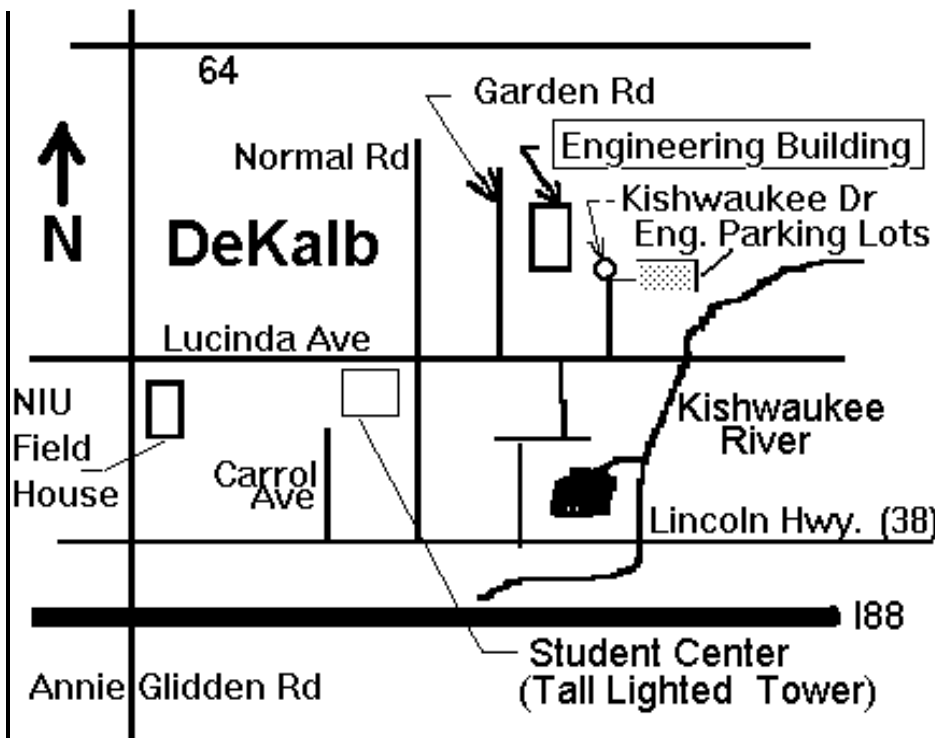 64
Garden Rd
Normal Rd
Engineering Building
N
DeKalb
Kishwaukee Dr
Eng. Parking Lots
Lucinda Ave
NIU
Field
House
Kishwaukee
River
Carrol
Ave
Lincoln Hwy. (38)
I88
Student Center
(Tall Lighted Tower)
Annie Glidden Rd